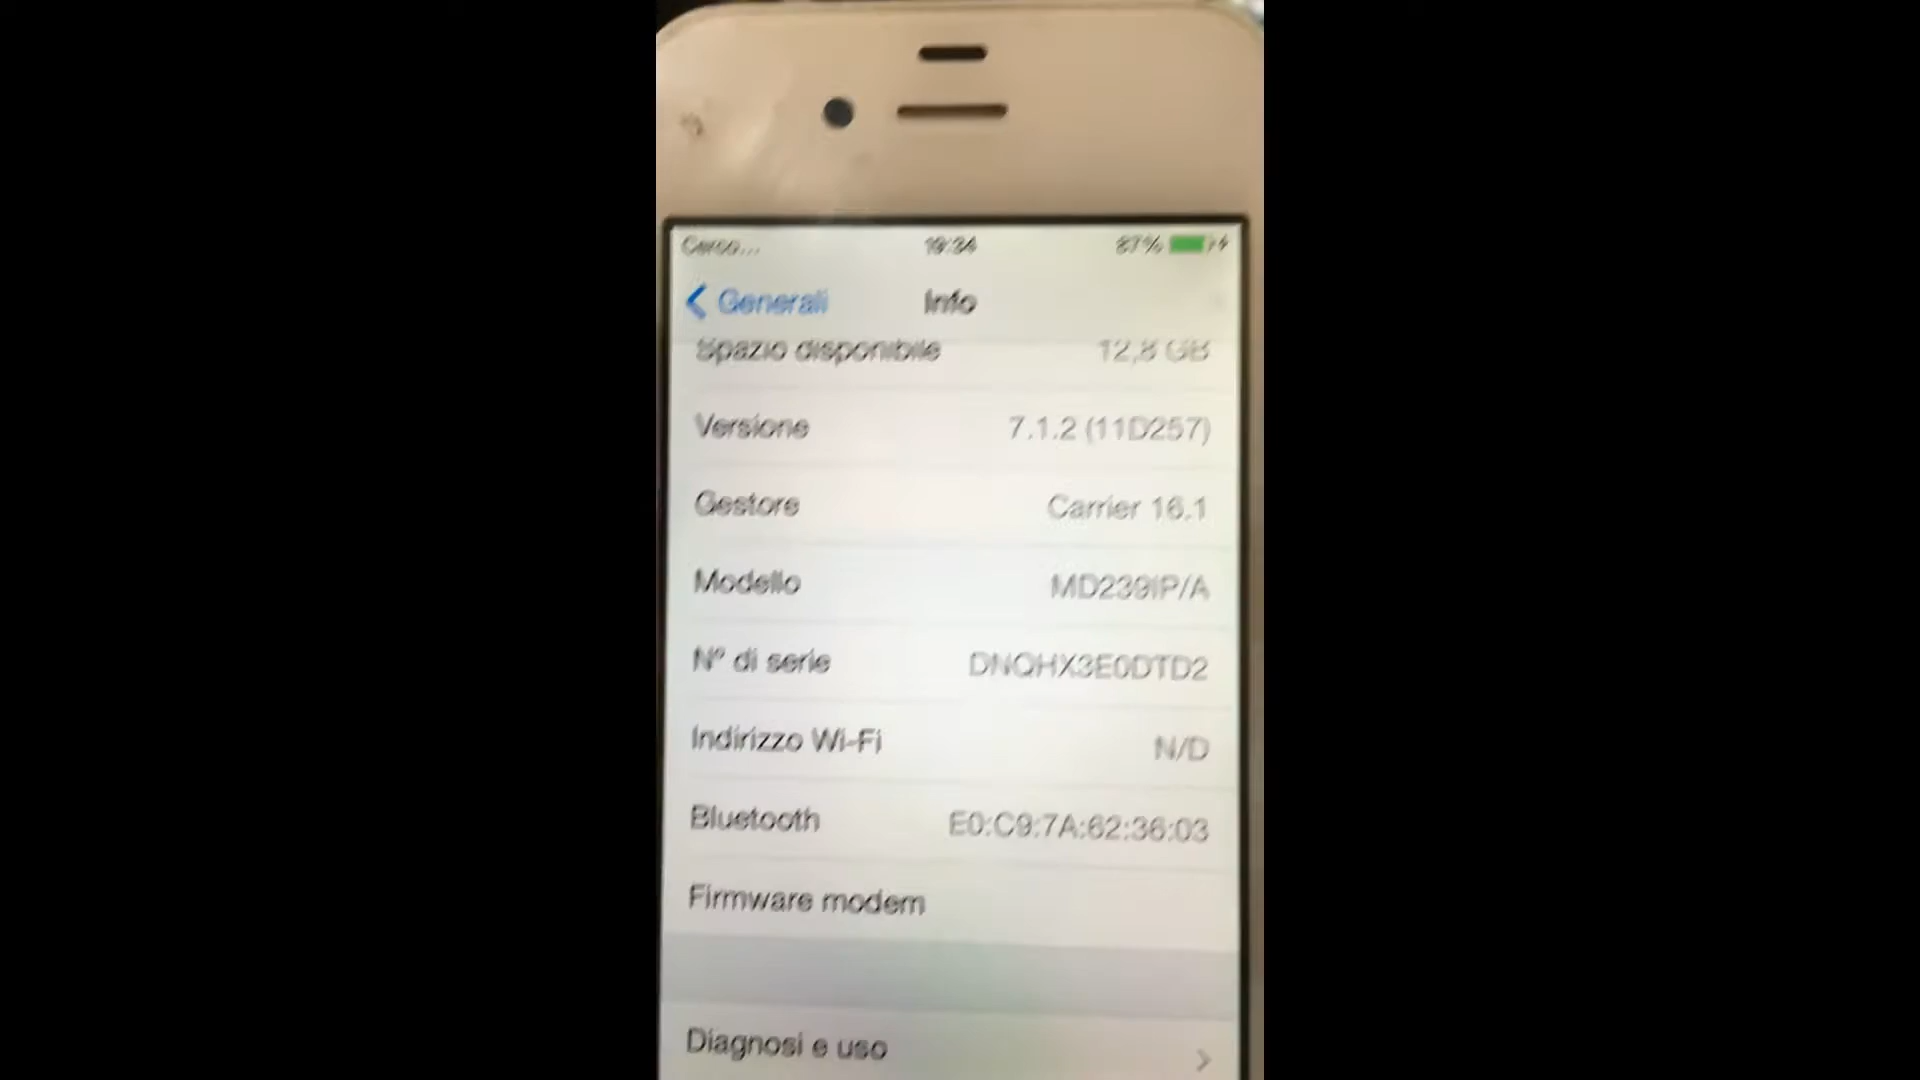 Cerco... 19:34 87%
Generali Info
Spazio disponibile 12,8 GB
Versione 7.1.2 (11D257)
Gestore Carrier 16.1
Modello MD239IP/A
N° di serie DNQHX3E0DTD2
Indirizzo Wi-Fi N/D
Bluetooth E0:C9:7A:62:36:03
Firmware modem
Diagnosi e uso